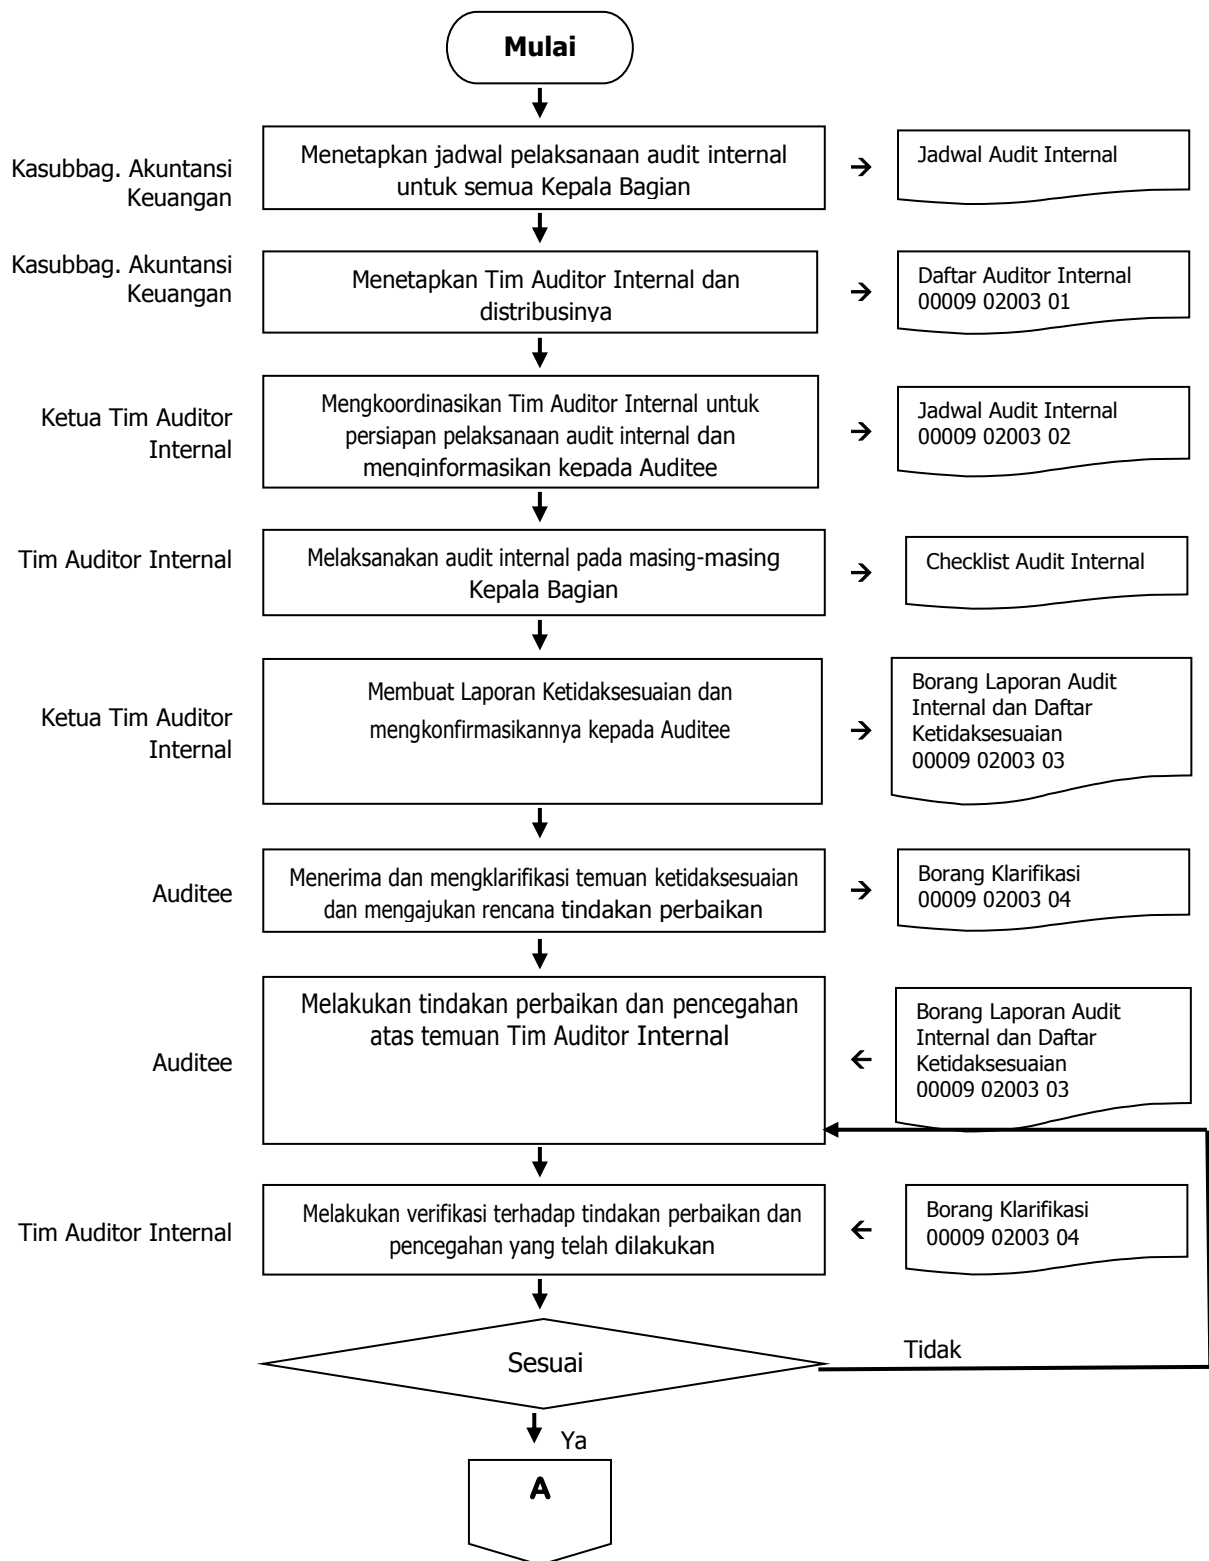 Mulai
Kasubbag. Akuntansi
Keuangan
Menetapkan jadwal pelaksanaan audit internal
untuk semua Kepala Bagian
→
Jadwal Audit Internal
Kasubbag. Akuntansi
Keuangan
Menetapkan Tim Auditor Internal dan
distribusinya
→
Daftar Auditor Internal
00009 02003 01
Ketua Tim Auditor
Internal
Mengkoordinasikan Tim Auditor Internal untuk
persiapan pelaksanaan audit internal dan
menginformasikan kepada Auditee
→
Jadwal Audit Internal
00009 02003 02
Tim Auditor Internal
Melaksanakan audit internal pada masing-masing
Kepala Bagian
→
Checklist Audit Internal
Ketua Tim Auditor
Internal
Membuat Laporan Ketidaksesuaian dan
mengkonfirmasikannya kepada Auditee
→
Borang Laporan Audit
Internal dan Daftar
Ketidaksesuaian
00009 02003 03
Auditee
Menerima dan mengklarifikasi temuan ketidaksesuaian
dan mengajukan rencana tindakan perbaikan
→
Borang Klarifikasi
00009 02003 04
Auditee
Melakukan tindakan perbaikan dan pencegahan
atas temuan Tim Auditor Internal
←
Borang Laporan Audit
Internal dan Daftar
Ketidaksesuaian
00009 02003 03
Tim Auditor Internal
Melakukan verifikasi terhadap tindakan perbaikan dan
pencegahan yang telah dilakukan
←
Borang Klarifikasi
00009 02003 04
Sesuai
Tidak
Ya
A